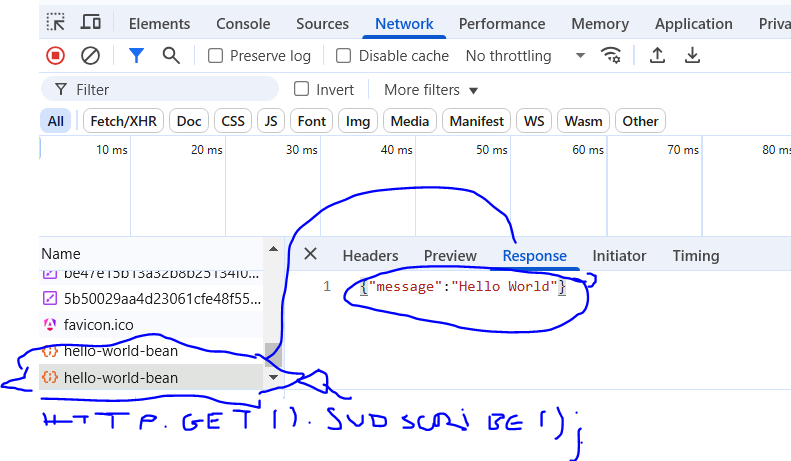 Elements Console Sources Network Performance Memory Application Priva
Preserve log Disable cache No throttling
Filter Invert More filters
All Fetch/XHR Doc CSS JS Font Img Media Manifest WS Wasm Other
10 ms 20 ms 30 ms 40 ms 50 ms 60 ms 70 ms 80 ms
Name Headers Preview Response Initiator Timing
be47e15b13a32b8b25134f0...
1 {"message":"Hello World"}
5b50029aa4d23061cfe48f55...
favicon.ico
hello-world-bean
hello-world-bean
HTTP.GET().SUBSCRIBE();